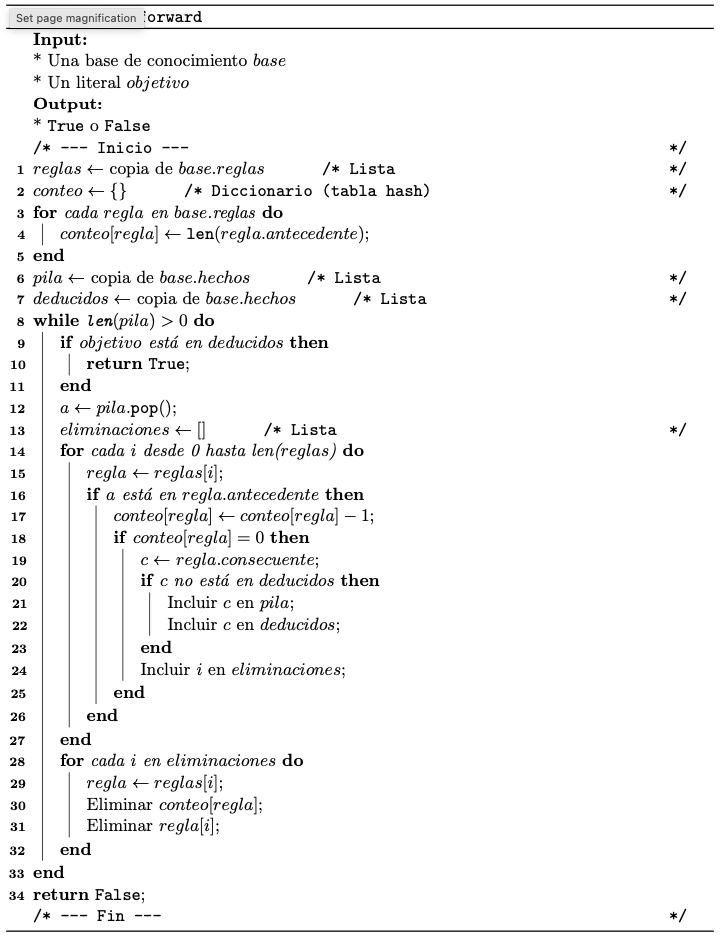 Set page magnification forward
Input:
* Una base de conocimiento base
* Un literal objetivo
Output:
* True o False
/* --- Inicio --- */
1 reglas ← copia de base.reglas /* Lista */
2 conteo ← {} /* Diccionario (tabla hash) */
3 for cada regla en base.reglas do
4 conteo[regla] ← len(regla.antecedente);
5 end
6 pila ← copia de base.hechos /* Lista */
7 deducidos ← copia de base.hechos /* Lista */
8 while len(pila) > 0 do
9 if objetivo está en deducidos then
10 return True;
11 end
12 a ← pila.pop();
13 eliminaciones ← [] /* Lista */
14 for cada i desde 0 hasta len(reglas) do
15 regla ← reglas[i];
16 if a está en regla.antecedente then
17 conteo[regla] ← conteo[regla] − 1;
18 if conteo[regla] = 0 then
19 c ← regla.consecuente;
20 if c no está en deducidos then
21 Incluir c en pila;
22 Incluir c en deducidos;
23 end
24 Incluir i en eliminaciones;
25 end
26 end
27 end
28 for cada i en eliminaciones do
29 regla ← reglas[i];
30 Eliminar conteo[regla];
31 Eliminar regla[i];
32 end
33 end
34 return False;
/* --- Fin --- */